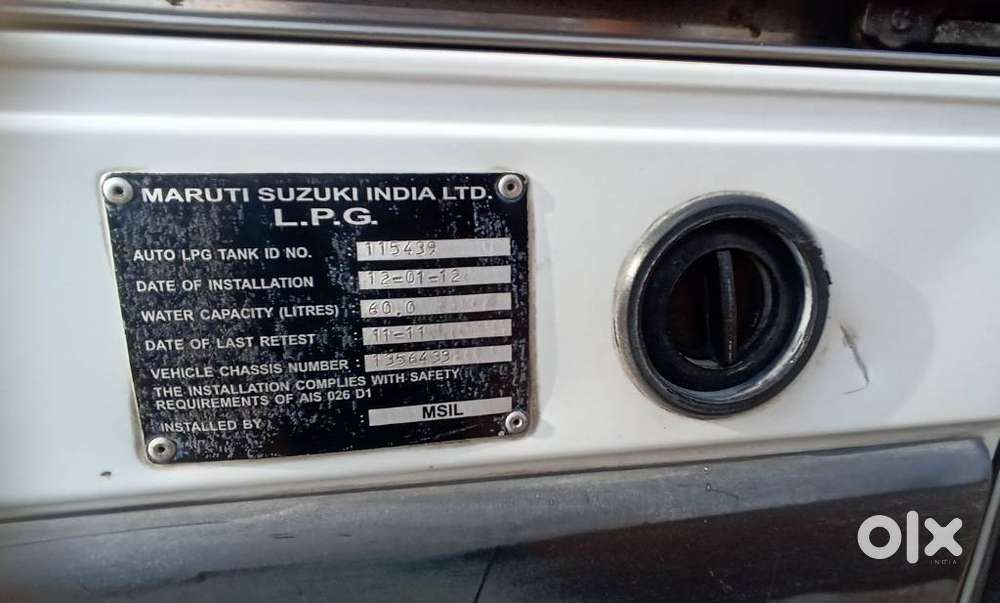 MARUTI SUZUKI INDIA LTD.
L.P.G.
AUTO LPG TANK ID NO. : 115439
DATE OF INSTALLATION : 12-01-12
WATER CAPACITY (LITRES) : 60.0
DATE OF LAST RETEST : 11-11
VEHICLE CHASSIS NUMBER : 1356433
THE INSTALLATION COMPLIES WITH SAFETY
REQUIREMENTS OF AIS 026 D1
INSTALLED BY : MSIL
olx
INDIA